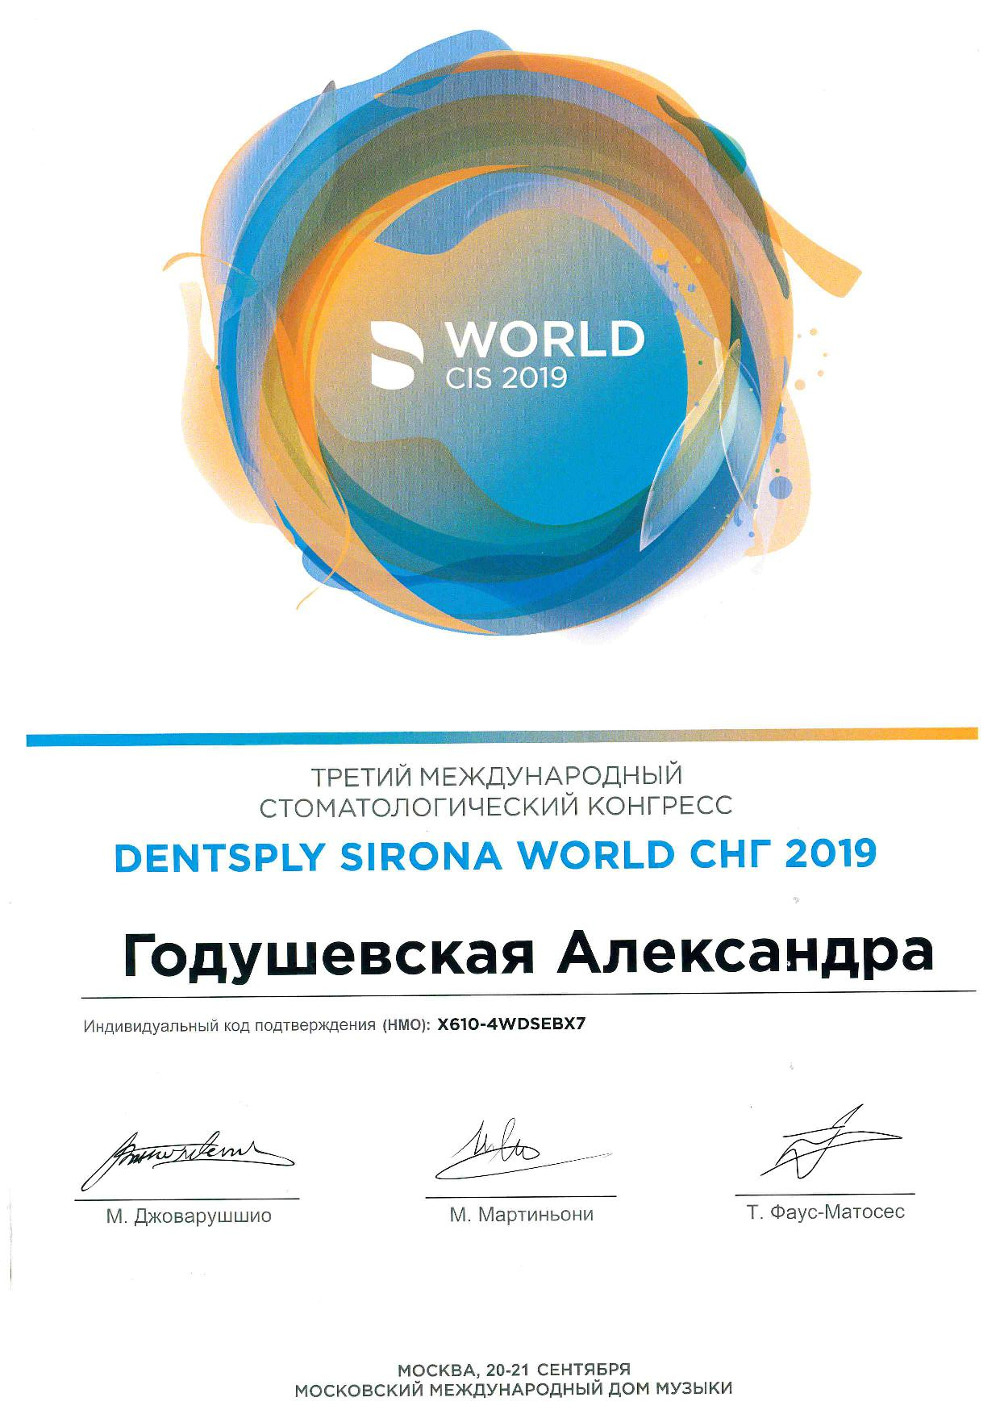 WORLD
CIS 2019
ТРЕТИЙ МЕЖДУНАРОДНЫЙ
СТОМАТОЛОГИЧЕСКИЙ КОНГРЕСС
DENTSPLY SIRONA WORLD СНГ 2019
Годушевская Александра
Индивидуальный код подтверждения (НМО): X610-4WDSEBX7
М. Джоварушшио
М. Мартиньони
Т. Фаус-Матосес
МОСКВА, 20-21 СЕНТЯБРЯ
МОСКОВСКИЙ МЕЖДУНАРОДНЫЙ ДОМ МУЗЫКИ